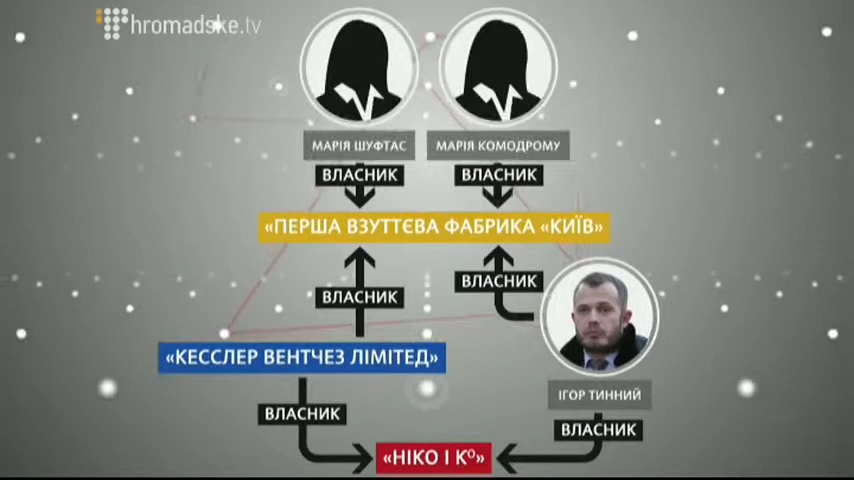 hromadske.tv
МАРІЯ ШУФТАС
МАРІЯ КОМОДРОМУ
ВЛАСНИК
ВЛАСНИК
«ПЕРША ВЗУТТЄВА ФАБРИКА «КИЇВ»
ВЛАСНИК
ВЛАСНИК
«КЕССЛЕР ВЕНТЧЕЗ ЛІМІТЕД»
ІГОР ТИННИЙ
ВЛАСНИК
ВЛАСНИК
«НІКО І Кº»